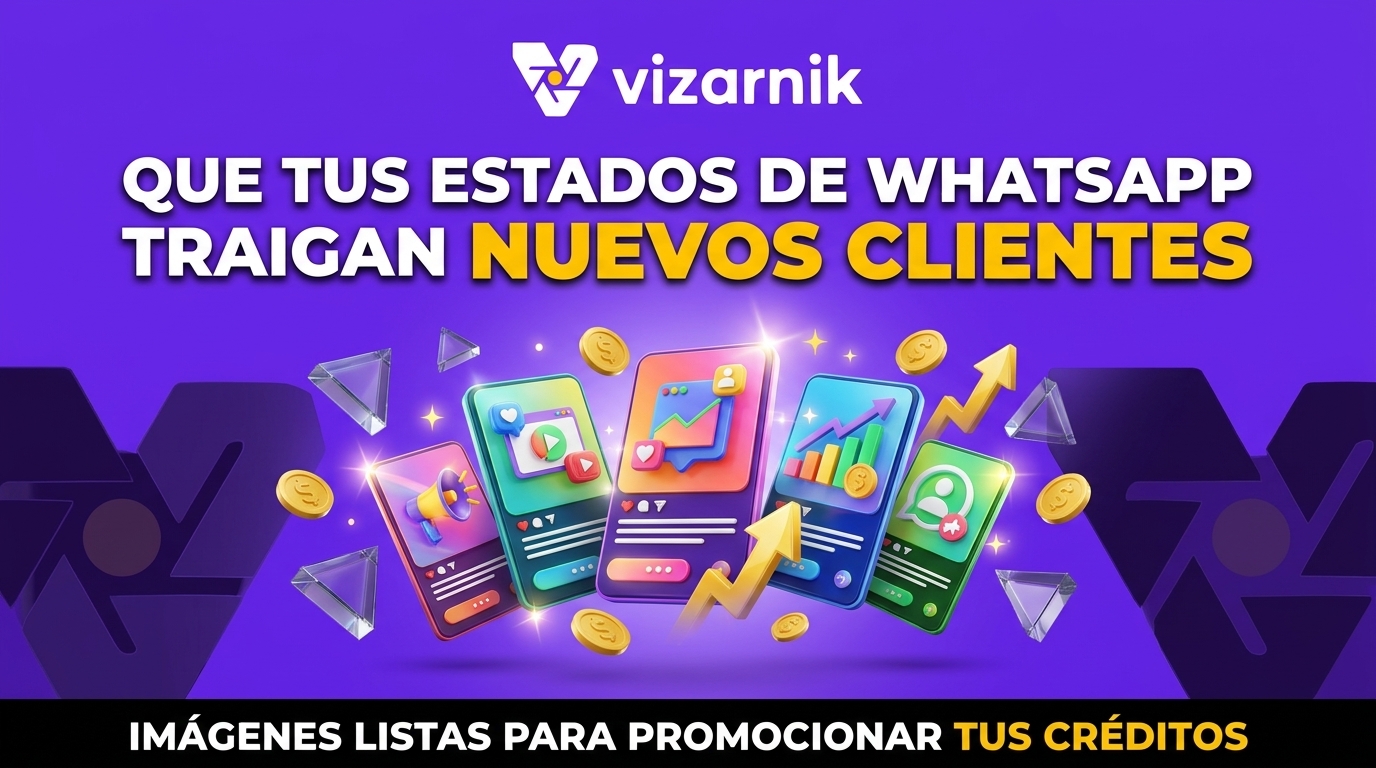 vizarnik
QUE TUS ESTADOS DE WHATSAPP
TRAIGAN NUEVOS CLIENTES
IMÁGENES LISTAS PARA PROMOCIONAR TUS CRÉDITOS